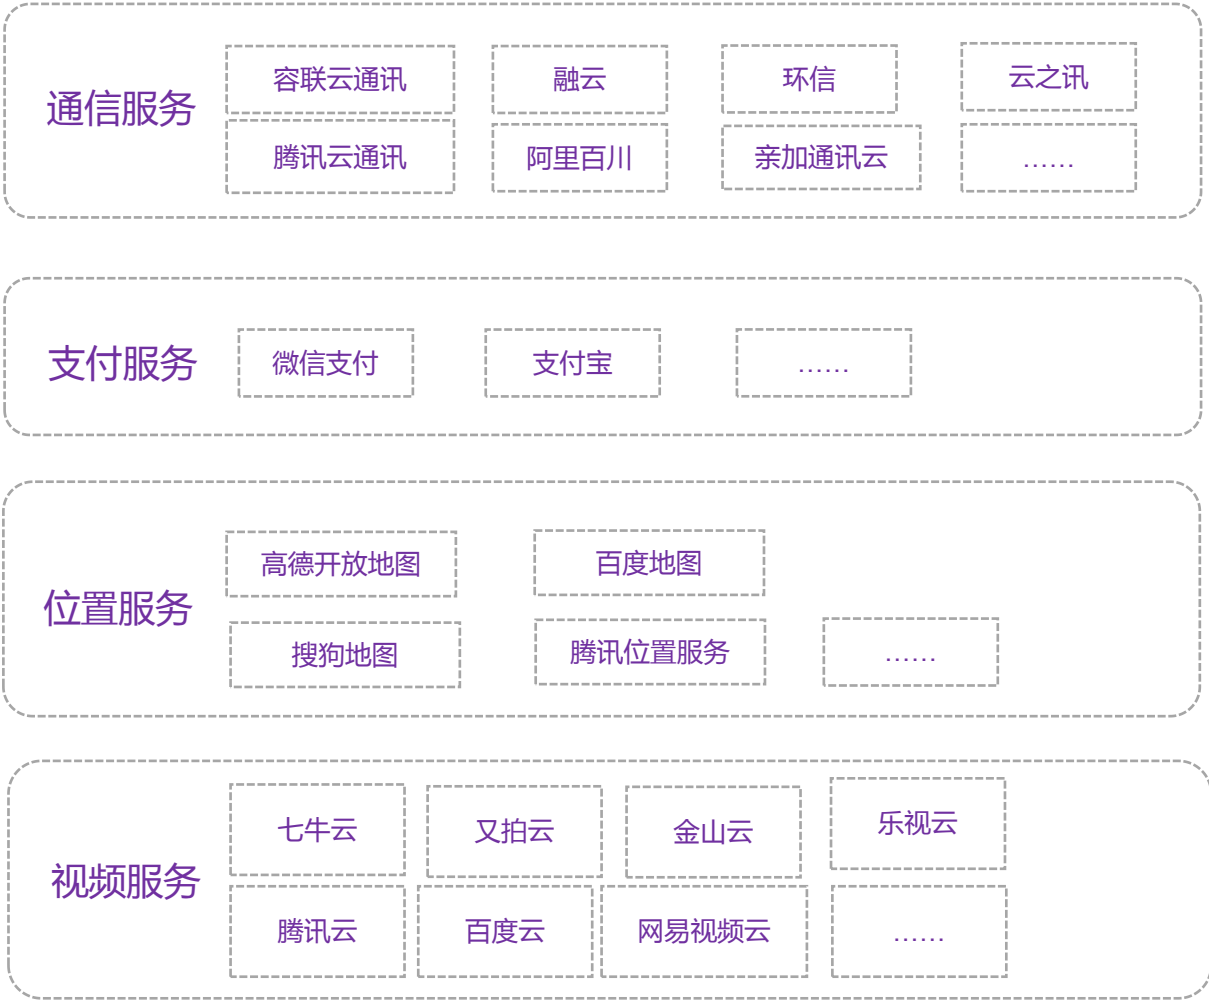 通信服务
容联云通讯
融云
环信
云之讯
腾讯云通讯
阿里百川
亲加通讯云
……
支付服务
微信支付
支付宝
……
位置服务
高德开放地图
百度地图
搜狗地图
腾讯位置服务
……
视频服务
七牛云
又拍云
金山云
乐视云
腾讯云
百度云
网易视频云
……